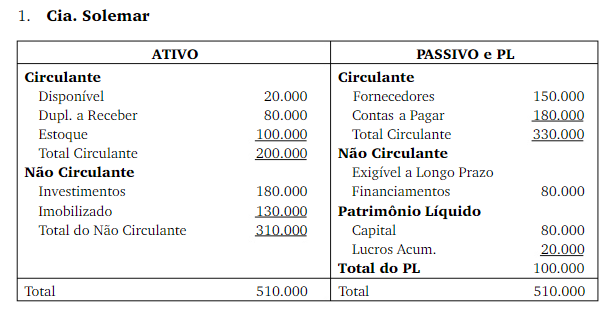 1. Cia. Solemar
ATIVO PASSIVO e PL
Circulante Circulante
Disponível 20.000 Fornecedores 150.000
Dupl. a Receber 80.000 Contas a Pagar 180.000
Estoque 100.000 Total Circulante 330.000
Total Circulante 200.000 Não Circulante
Não Circulante Exigível a Longo Prazo
Investimentos 180.000 Financiamentos 80.000
Imobilizado 130.000 Patrimônio Líquido
Total do Não Circulante 310.000 Capital 80.000
Lucros Acum. 20.000
Total do PL 100.000
Total 510.000 Total 510.000